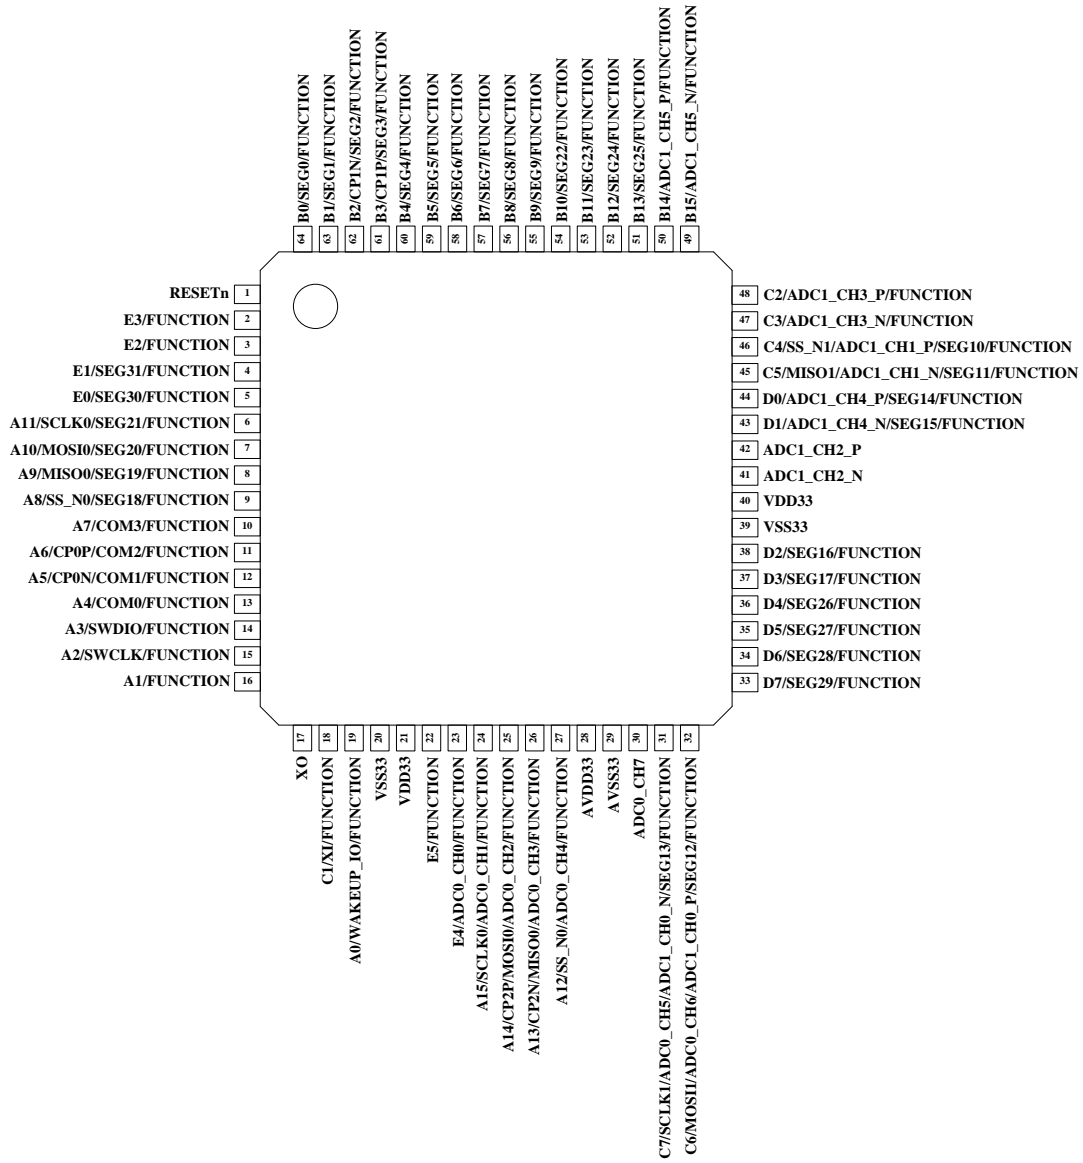 B0/SEG0/FUNCTION
B1/SEG1/FUNCTION
B2/CP1N/SEG2/FUNCTION
B3/CP1P/SEG3/FUNCTION
B4/SEG4/FUNCTION
B5/SEG5/FUNCTION
B6/SEG6/FUNCTION
B7/SEG7/FUNCTION
B8/SEG8/FUNCTION
B9/SEG9/FUNCTION
B10/SEG22/FUNCTION
B11/SEG23/FUNCTION
B12/SEG24/FUNCTION
B13/SEG25/FUNCTION
B14/ADC1_CH5_P/FUNCTION
B15/ADC1_CH5_N/FUNCTION
64 63 62 61 60 59 58 57 56 55 54 53 52 51 50 49
RESETn 1
E3/FUNCTION 2
E2/FUNCTION 3
E1/SEG31/FUNCTION 4
E0/SEG30/FUNCTION 5
A11/SCLK0/SEG21/FUNCTION 6
A10/MOSI0/SEG20/FUNCTION 7
A9/MISO0/SEG19/FUNCTION 8
A8/SS_N0/SEG18/FUNCTION 9
A7/COM3/FUNCTION 10
A6/CP0P/COM2/FUNCTION 11
A5/CP0N/COM1/FUNCTION 12
A4/COM0/FUNCTION 13
A3/SWDIO/FUNCTION 14
A2/SWCLK/FUNCTION 15
A1/FUNCTION 16
48 C2/ADC1_CH3_P/FUNCTION
47 C3/ADC1_CH3_N/FUNCTION
46 C4/SS_N1/ADC1_CH1_P/SEG10/FUNCTION
45 C5/MISO1/ADC1_CH1_N/SEG11/FUNCTION
44 D0/ADC1_CH4_P/SEG14/FUNCTION
43 D1/ADC1_CH4_N/SEG15/FUNCTION
42 ADC1_CH2_P
41 ADC1_CH2_N
40 VDD33
39 VSS33
38 D2/SEG16/FUNCTION
37 D3/SEG17/FUNCTION
36 D4/SEG26/FUNCTION
35 D5/SEG27/FUNCTION
34 D6/SEG28/FUNCTION
33 D7/SEG29/FUNCTION
17 18 19 20 21 22 23 24 25 26 27 28 29 30 31 32
XO
C1/XI/FUNCTION
A0/WAKEUP_IO/FUNCTION
VSS33
VDD33
E5/FUNCTION
E4/ADC0_CH0/FUNCTION
A15/SCLK0/ADC0_CH1/FUNCTION
A14/CP2P/MOSI0/ADC0_CH2/FUNCTION
A13/CP2N/MISO0/ADC0_CH3/FUNCTION
A12/SS_N0/ADC0_CH4/FUNCTION
AVDD33
AVSS33
ADC0_CH7
C7/SCLK1/ADC0_CH5/ADC1_CH0_N/SEG13/FUNCTION
C6/MOSI1/ADC0_CH6/ADC1_CH0_P/SEG12/FUNCTION